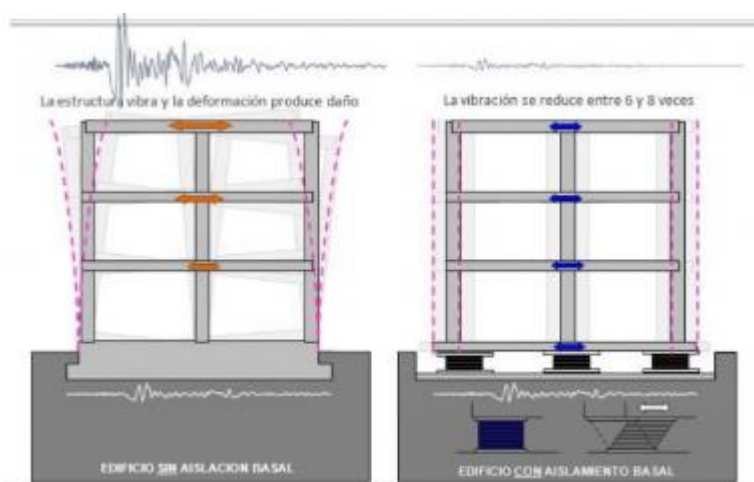 La estructura vibra y la deformación produce daño
La vibración se reduce entre 6 y 8 veces
EDIFICIO SIN AISLACION BASAL
EDIFICIO CON AISLAMIENTO BASAL